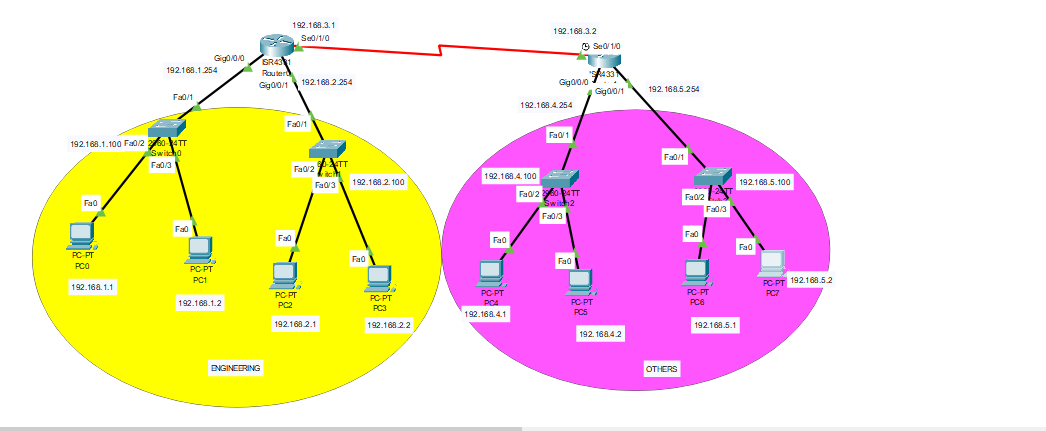 192.168.3.1
Se0/1/0
ISR4331
Router0
Gig0/0/0
Gig0/0/1
192.168.1.254
192.168.2.254
Fa0/1
Fa0/1
192.168.1.100
Fa0/2
2960-24TT
Switch0
Fa0/3
Fa0/2
Fa0/3
192.168.2.100
Fa0
PC-PT
PC0
192.168.1.1
Fa0
PC-PT
PC1
192.168.1.2
Fa0
PC-PT
PC2
192.168.2.1
Fa0
PC-PT
PC3
192.168.2.2
ENGINEERING
192.168.3.2
Se0/1/0
Gig0/0/0
Gig0/0/1
192.168.4.254
192.168.5.254
Fa0/1
Fa0/1
192.168.4.100
Fa0/2
2960-24TT
Switch2
Fa0/3
Fa0/2
Fa0/3
192.168.5.100
Fa0
PC-PT
PC4
192.168.4.1
Fa0
PC-PT
PC5
192.168.4.2
Fa0
PC-PT
PC6
192.168.5.1
Fa0
PC-PT
PC7
192.168.5.2
OTHERS